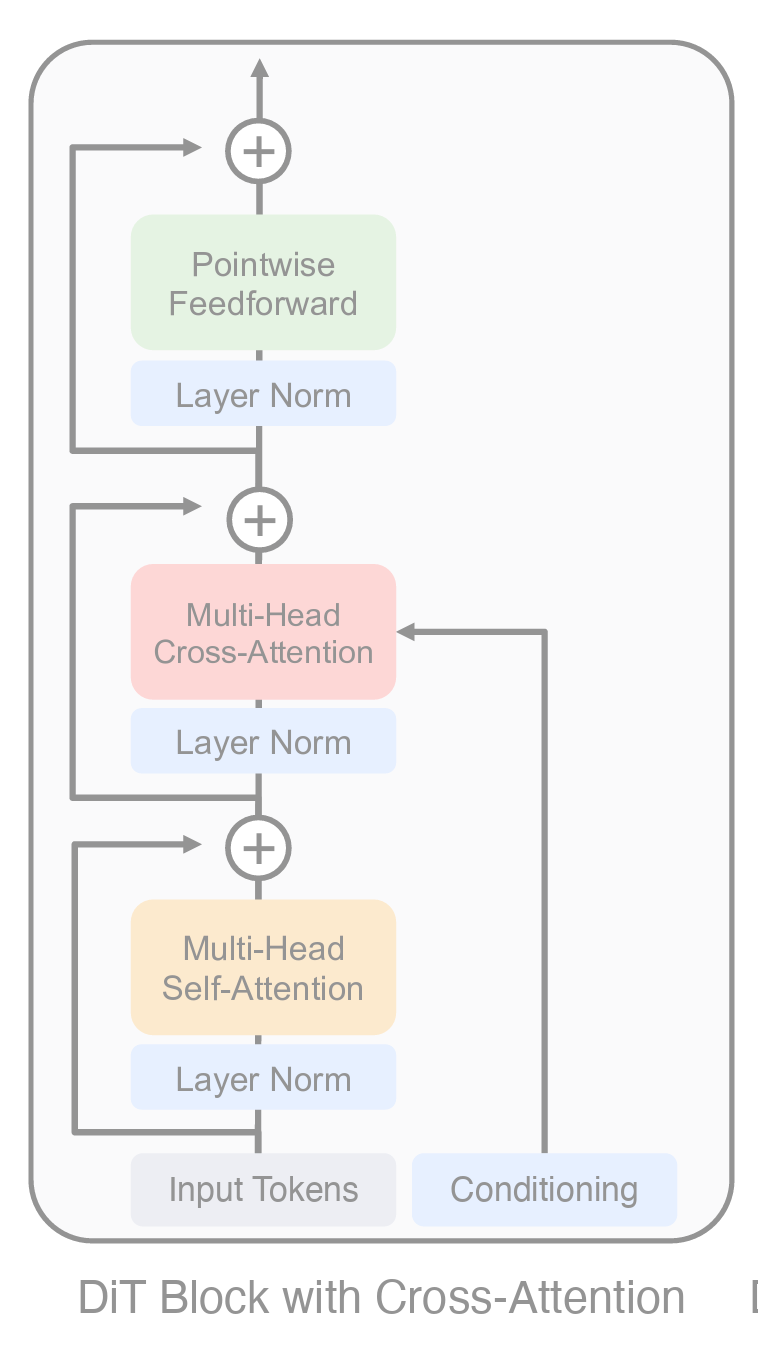 Pointwise
Feedforward
Layer Norm
Multi-Head
Cross-Attention
Layer Norm
Multi-Head
Self-Attention
Layer Norm
Input Tokens
Conditioning
DiT Block with Cross-Attention